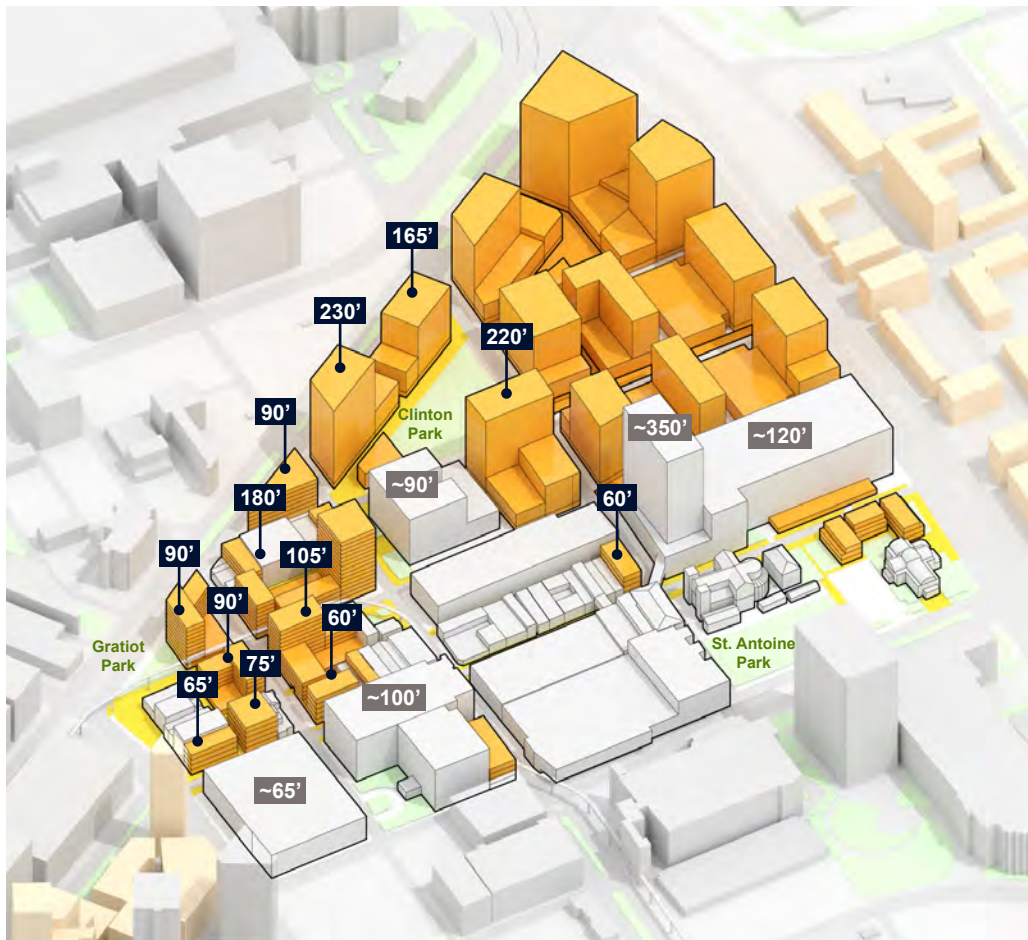 165’
230’
220’
Clinton
Park
~350’
~120’
90’
~90’
180’
60’
90’
105’
90’
60’
Gratiot
Park
St. Antoine
Park
75’
65’
~100’
~65’